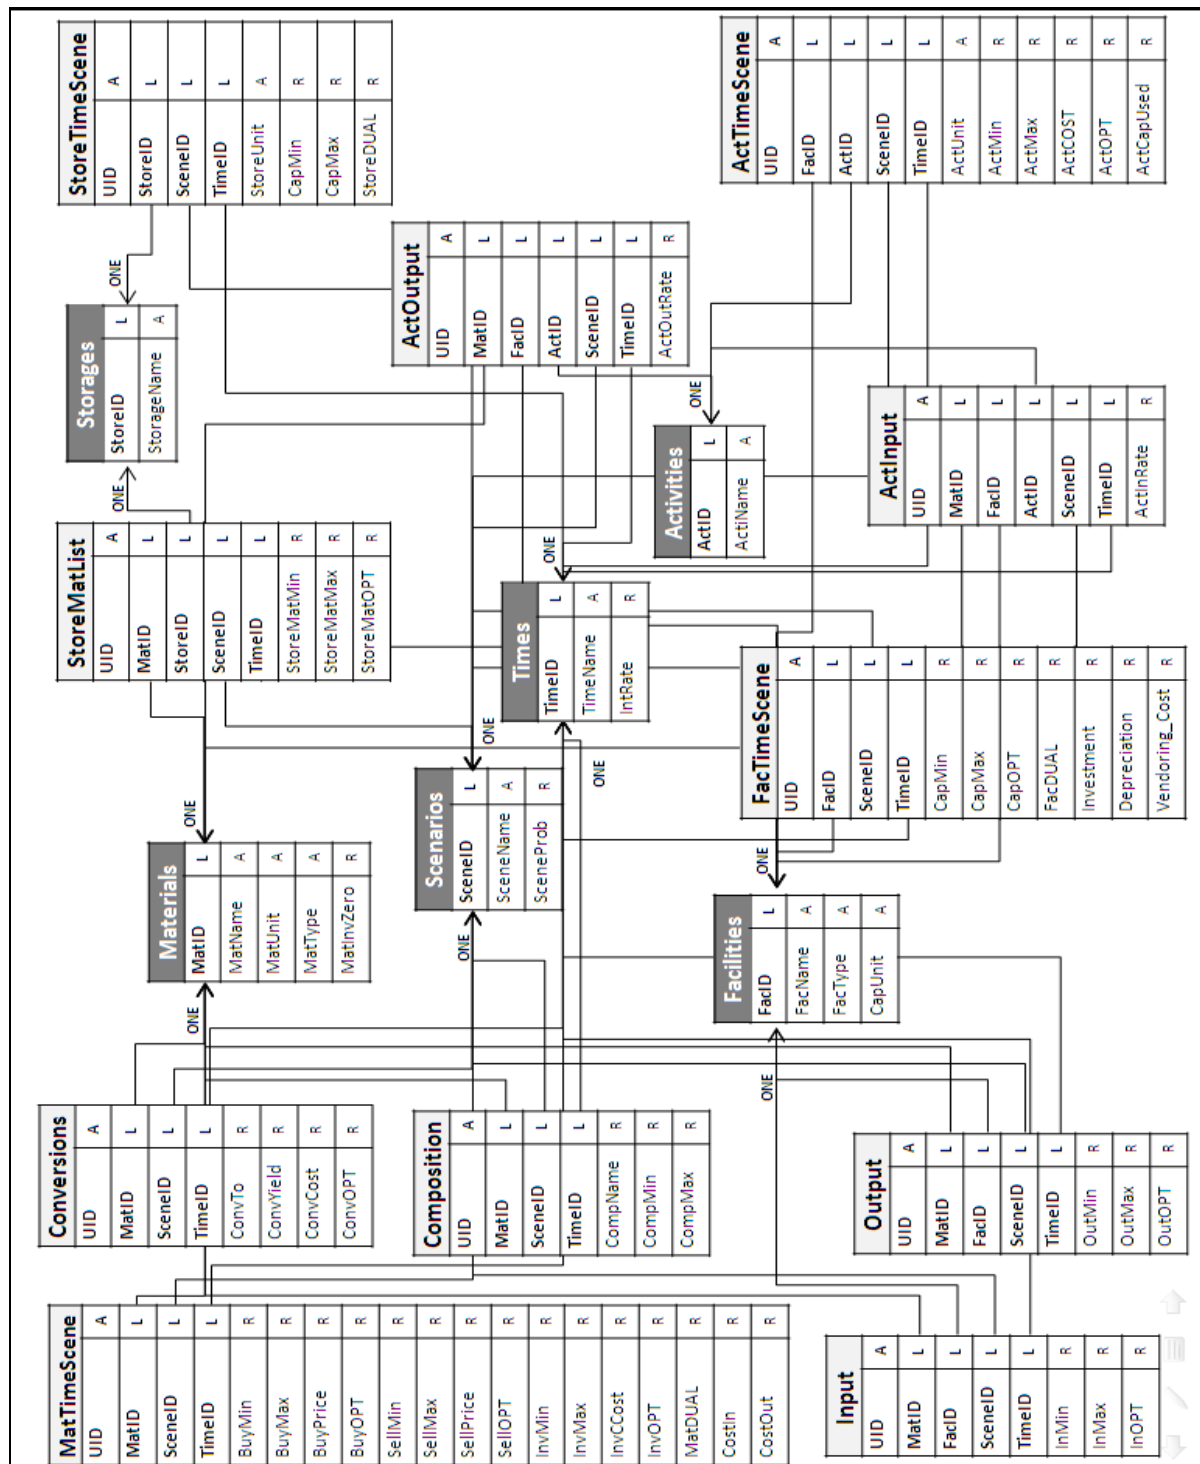 MatTimeScene
UID A
MatID L
SceneID L
TimeID L
BuyMin R
BuyMax R
BuyPrice R
BuyOPT R
SellMin R
SellMax R
SellPrice R
SellOPT R
InvMin R
InvMax R
InvCost R
InvOPT R
MatDUAL R
CostIn R
CostOut R
Input
UID A
MatID L
FacID L
SceneID L
TimeID L
InMin R
InMax R
InOPT R
Conversions
UID A
MatID L
SceneID L
TimeID L
ConvTo R
ConvYield R
ConvCost R
ConvOPT R
Composition
UID A
MatID L
SceneID L
TimeID L
CompName R
CompMin R
CompMax R
Output
UID A
MatID L
FacID L
SceneID L
TimeID L
OutMin R
OutMax R
OutOPT R
ONE
ONE
ONE
Materials
MatID L
MatName A
MatUnit A
MatType A
MatInvZero R
Scenarios
SceneID L
SceneName A
SceneProb R
Facilities
FacID L
FacName A
FacType A
CapUnit A
ONE
ONE
ONE
ONE
StoreMatList
UID A
MatID L
StoreID L
SceneID L
TimeID L
StoreMatMin R
StoreMatMax R
StoreMatOPT R
Times
TimeID L
TimeName A
IntRate R
FacTimeScene
UID A
FacID L
SceneID L
TimeID L
CapMin R
CapMax R
CapOPT R
FacDUAL R
Investment R
Depreciation R
Vendoring_Cost R
ONE
ONE
Storages
StoreID L
StorageName A
Activities
ActID L
ActiName A
ActInput
UID A
MatID L
FacID L
ActID L
SceneID L
TimeID L
ActInRate R
ONE
ONE
ActOutput
UID A
MatID L
FacID L
ActID L
SceneID L
TimeID L
ActOutRate R
StoreTimeScene
UID A
StoreID L
SceneID L
TimeID L
StoreUnit A
CapMin R
CapMax R
StoreDUAL R
ActTimeScene
UID A
FacID L
ActID L
SceneID L
TimeID L
ActUnit A
ActMin R
ActMax R
ActCOST R
ActOPT R
ActCapUsed R